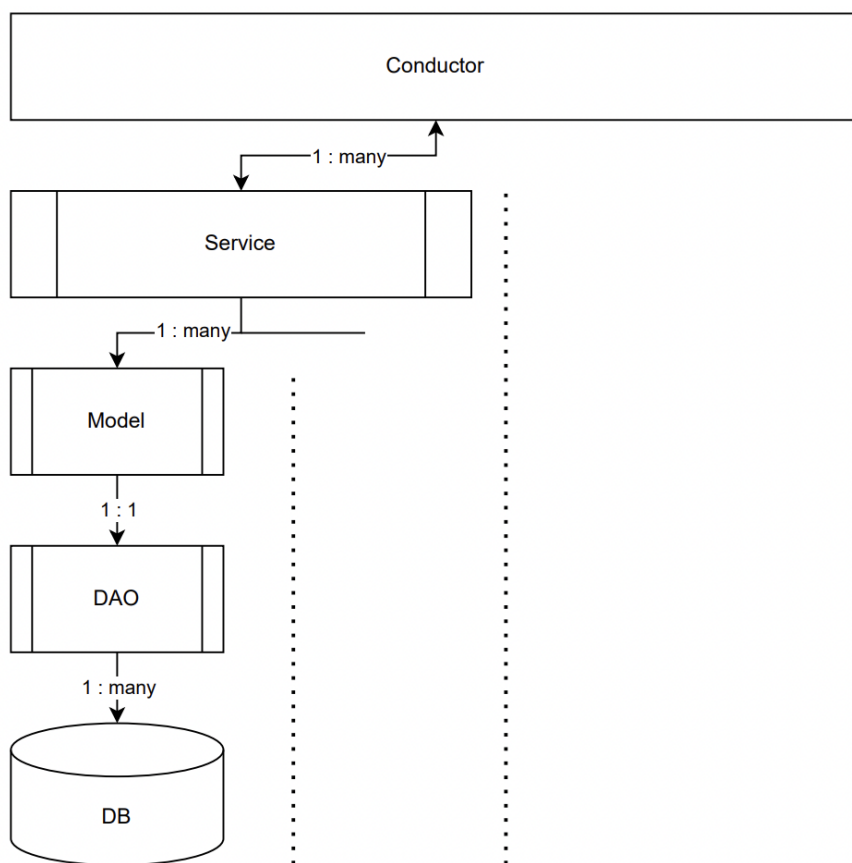 Conductor
1 : many
Service
1 : many
Model
1 : 1
DAO
1 : many
DB